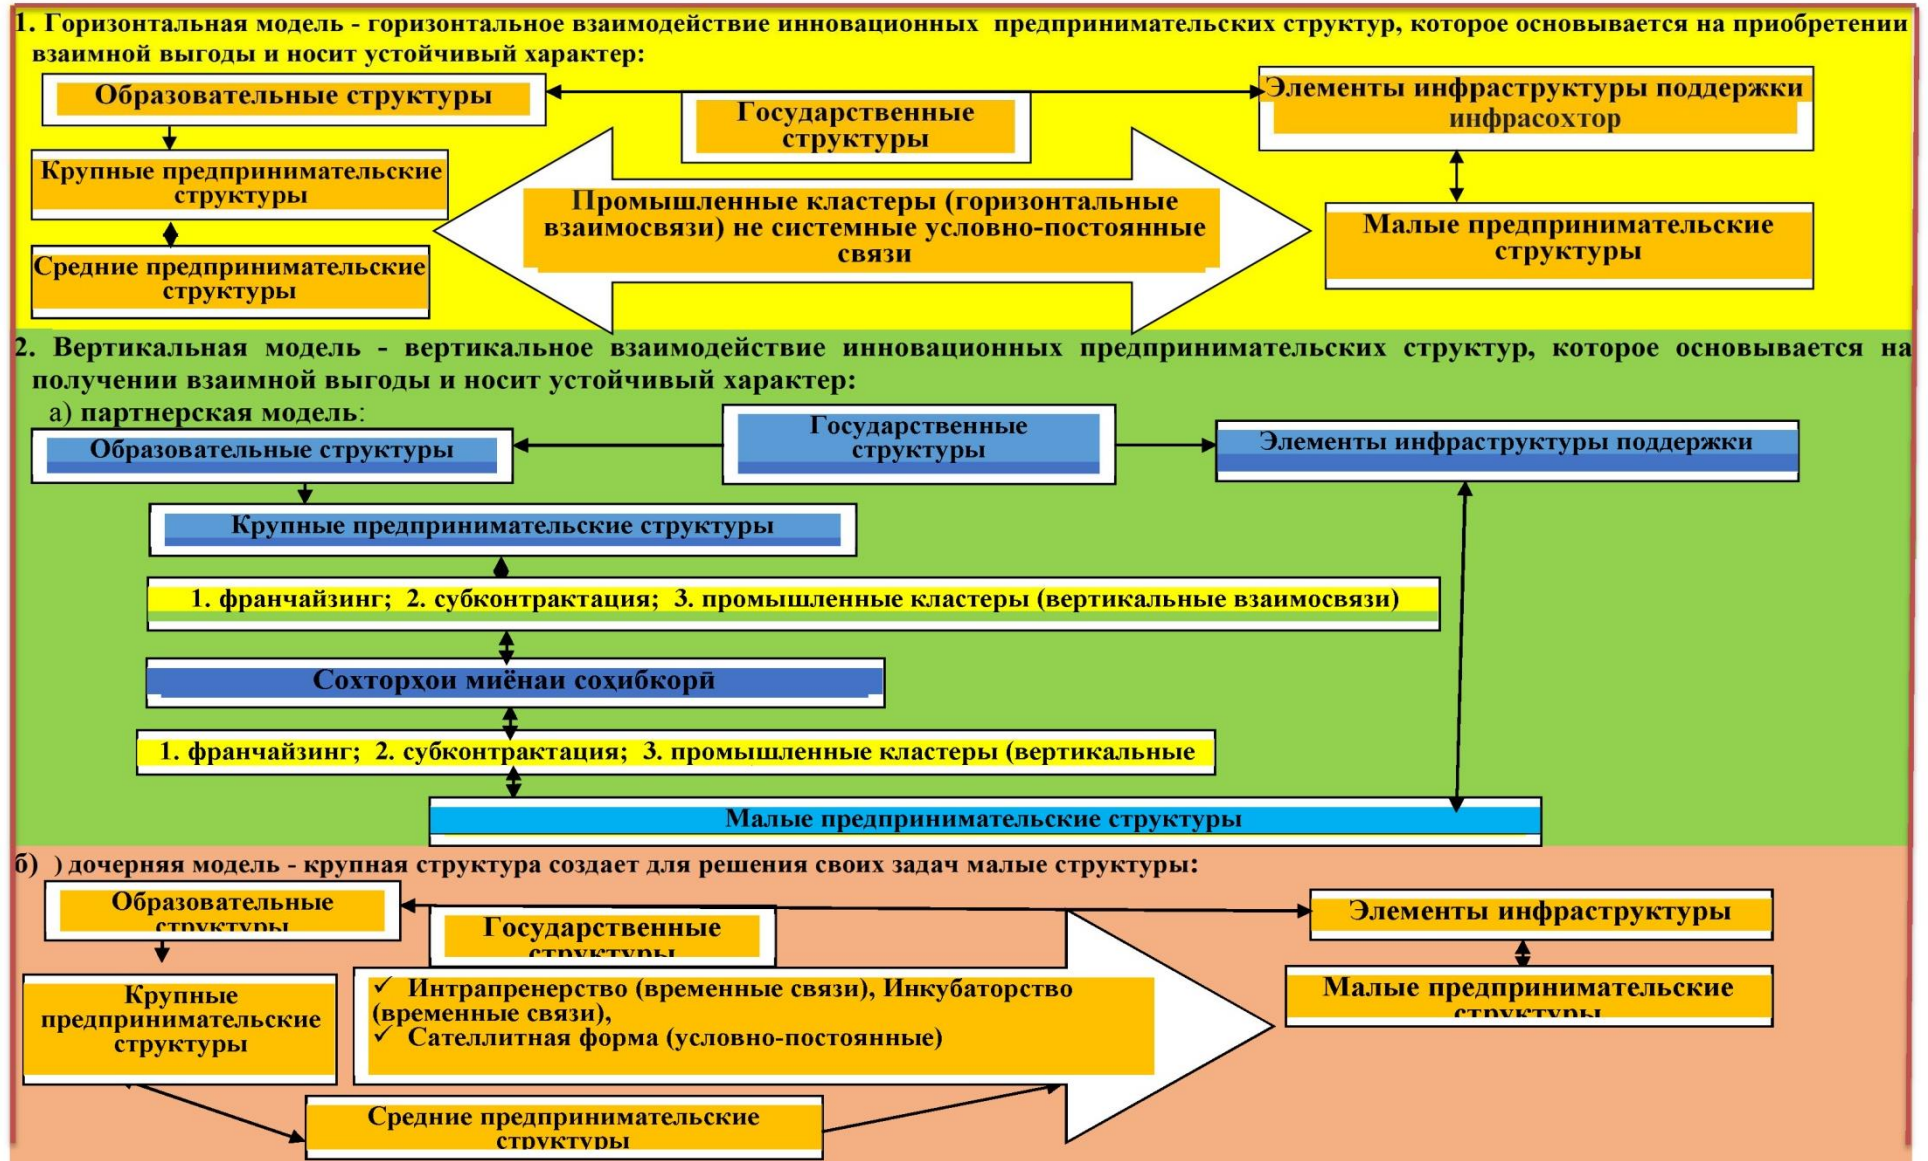 1. Горизонтальная модель - горизонтальное взаимодействие инновационных предпринимательских структур, которое основывается на приобретении
взаимной выгоды и носит устойчивый характер:
Образовательные структуры
Государственные
структуры
Элементы инфраструктуры поддержки
инфрасохтор
Крупные предпринимательские
структуры
Промышленные кластеры (горизонтальные
взаимосвязи) не системные условно-постоянные
связи
Малые предпринимательские
структуры
Средние предпринимательские
структуры
2. Вертикальная модель - вертикальное взаимодействие инновационных предпринимательских структур, которое основывается на
получении взаимной выгоды и носит устойчивый характер:
а) партнерская модель:
Образовательные структуры
Государственные
структуры
Элементы инфраструктуры поддержки
Крупные предпринимательские структуры
1. франчайзинг; 2. субконтрактация; 3. промышленные кластеры (вертикальные взаимосвязи)
Сохторҳои миёнаи соҳибкорӣ
1. франчайзинг; 2. субконтрактация; 3. промышленные кластеры (вертикальные
Малые предпринимательские структуры
б) ) дочерняя модель - крупная структура создает для решения своих задач малые структуры:
Образовательные
структуры
Государственные
структуры
Элементы инфраструктуры
Крупные
предпринимательские
структуры
✓ Интрапренерство (временные связи), Инкубаторство
(временные связи),
✓ Сателлитная форма (условно-постоянные)
Малые предпринимательские
структуры
Средние предпринимательские
структуры